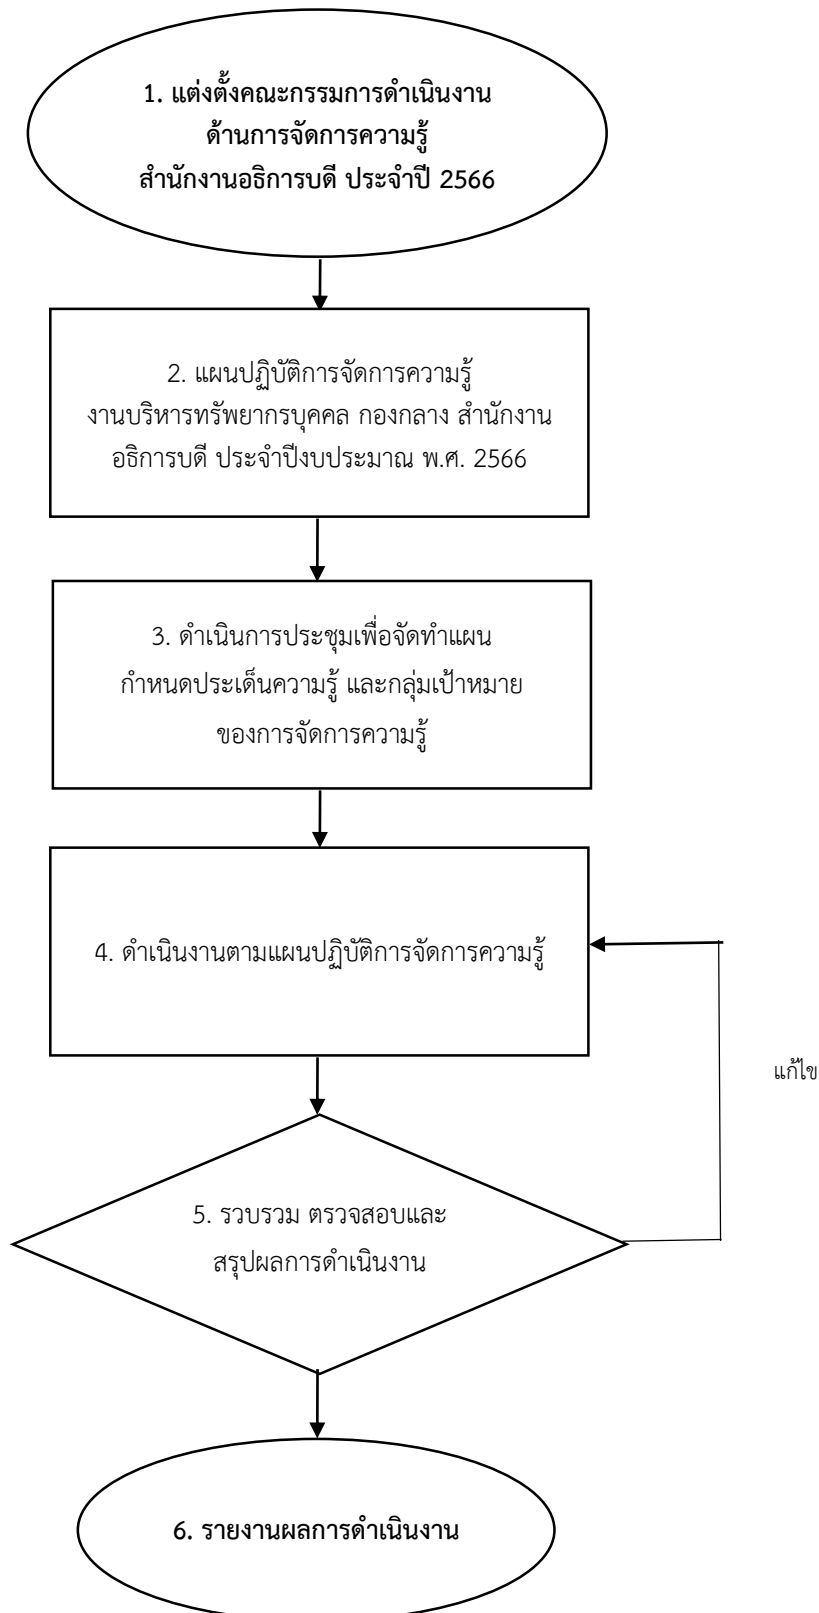 1. แต่งตั้งคณะกรรมการดำเนินงาน
ด้านการจัดการความรู้
สำนักงานอธิการบดี ประจำปี 2566
2. แผนปฏิบัติการจัดการความรู้
งานบริหารทรัพยากรบุคคล กองกลาง สำนักงาน
อธิการบดี ประจำปีงบประมาณ พ.ศ. 2566
3. ดำเนินการประชุมเพื่อจัดทำแผน
กำหนดประเด็นความรู้ และกลุ่มเป้าหมาย
ของการจัดการความรู้
4. ดำเนินงานตามแผนปฏิบัติการจัดการความรู้
แก้ไข
5. รวบรวม ตรวจสอบและ
สรุปผลการดำเนินงาน
6. รายงานผลการดำเนินงาน